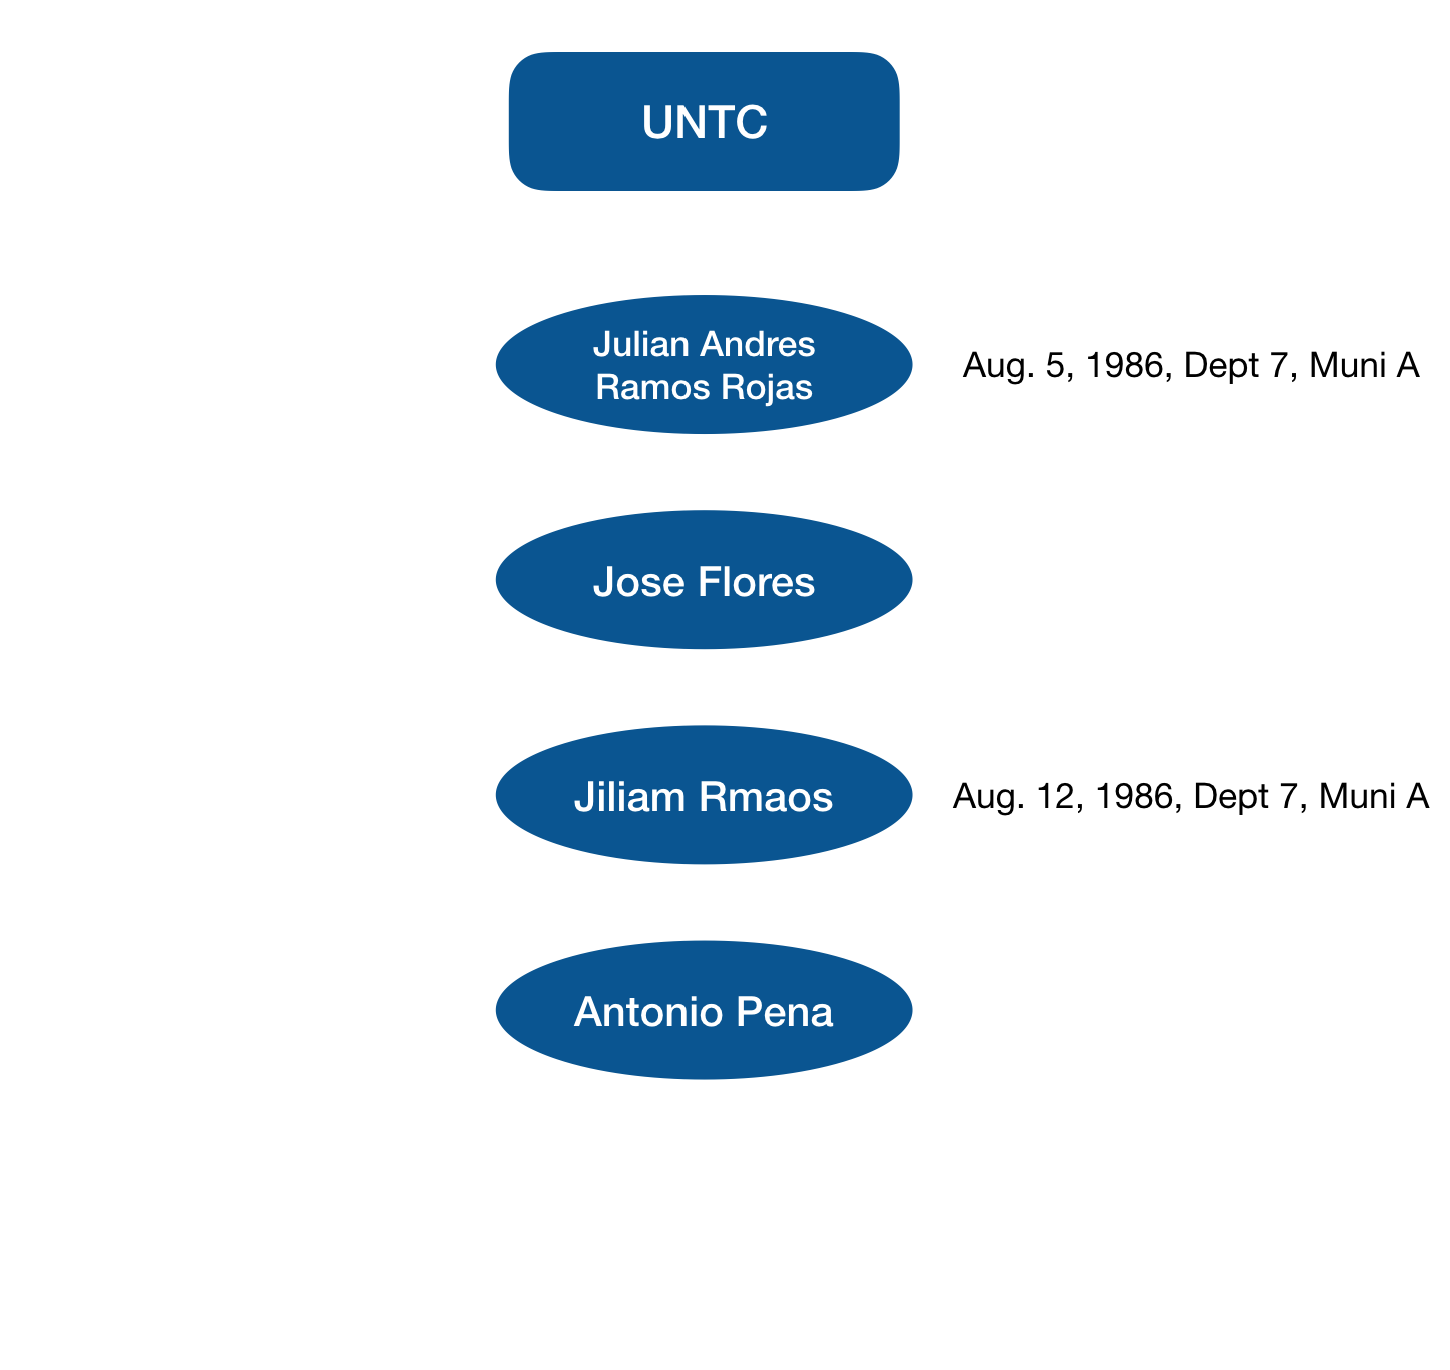 UNTC
Julian Andres
Ramos Rojas
Aug. 5, 1986, Dept 7, Muni A
Jose Flores
Jiliam Rmaos
Aug. 12, 1986, Dept 7, Muni A
Antonio Pena